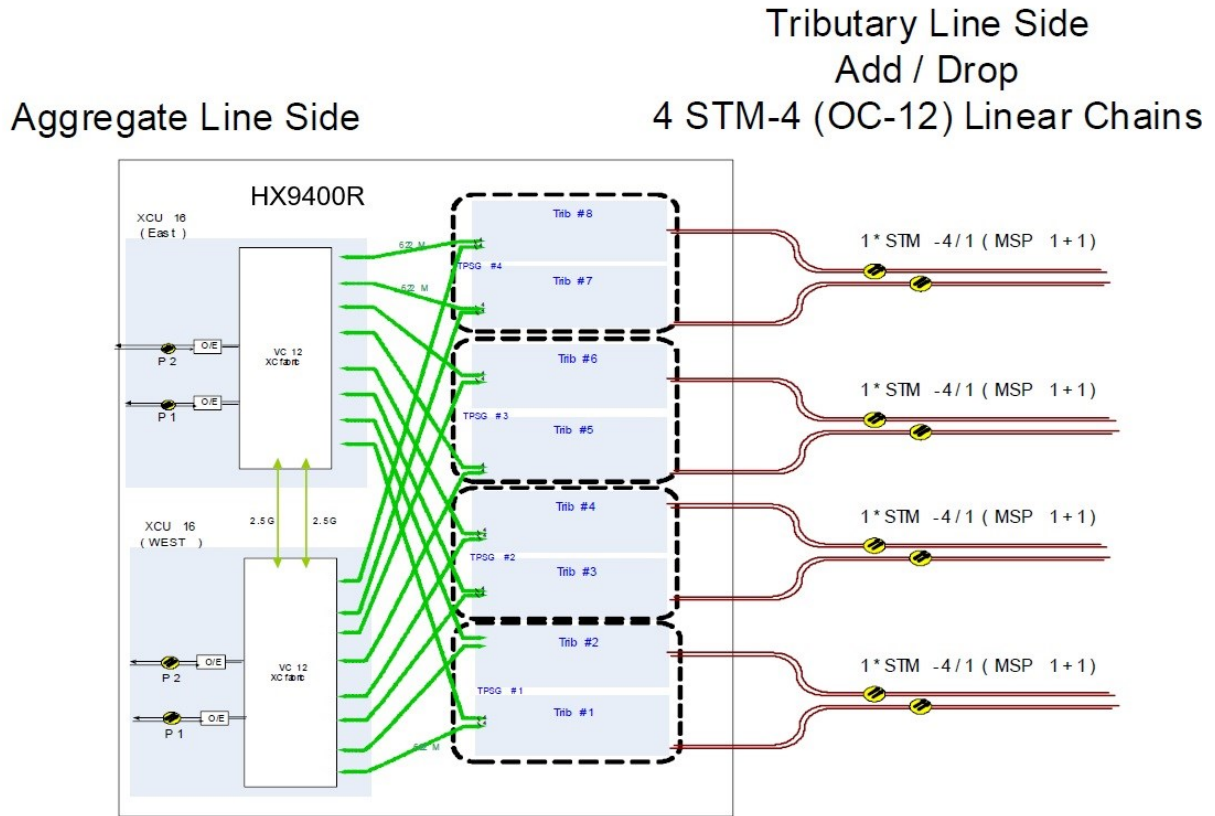 Tributary Line Side
Add / Drop
4 STM-4 (OC-12) Linear Chains
Aggregate Line Side
HX9400R
XCU 16
(East)
VC 12
XC fabric
O/E
P 2
O/E
P 1
2.5G
2.5G
XCU 16
(WEST )
VC 12
XC fabric
O/E
P 2
O/E
P 1
622 M
622 M
622 M
Trib #8
TPSG #4
Trib #7
Trib #6
TPSG #3
Trib #5
Trib #4
TPSG #2
Trib #3
Trib #2
TPSG #1
Trib #1
1* STM -4/1 ( MSP 1+1)
1* STM -4/1 ( MSP 1+1)
1* STM -4/1 ( MSP 1+1)
1* STM -4/1 ( MSP 1+1)